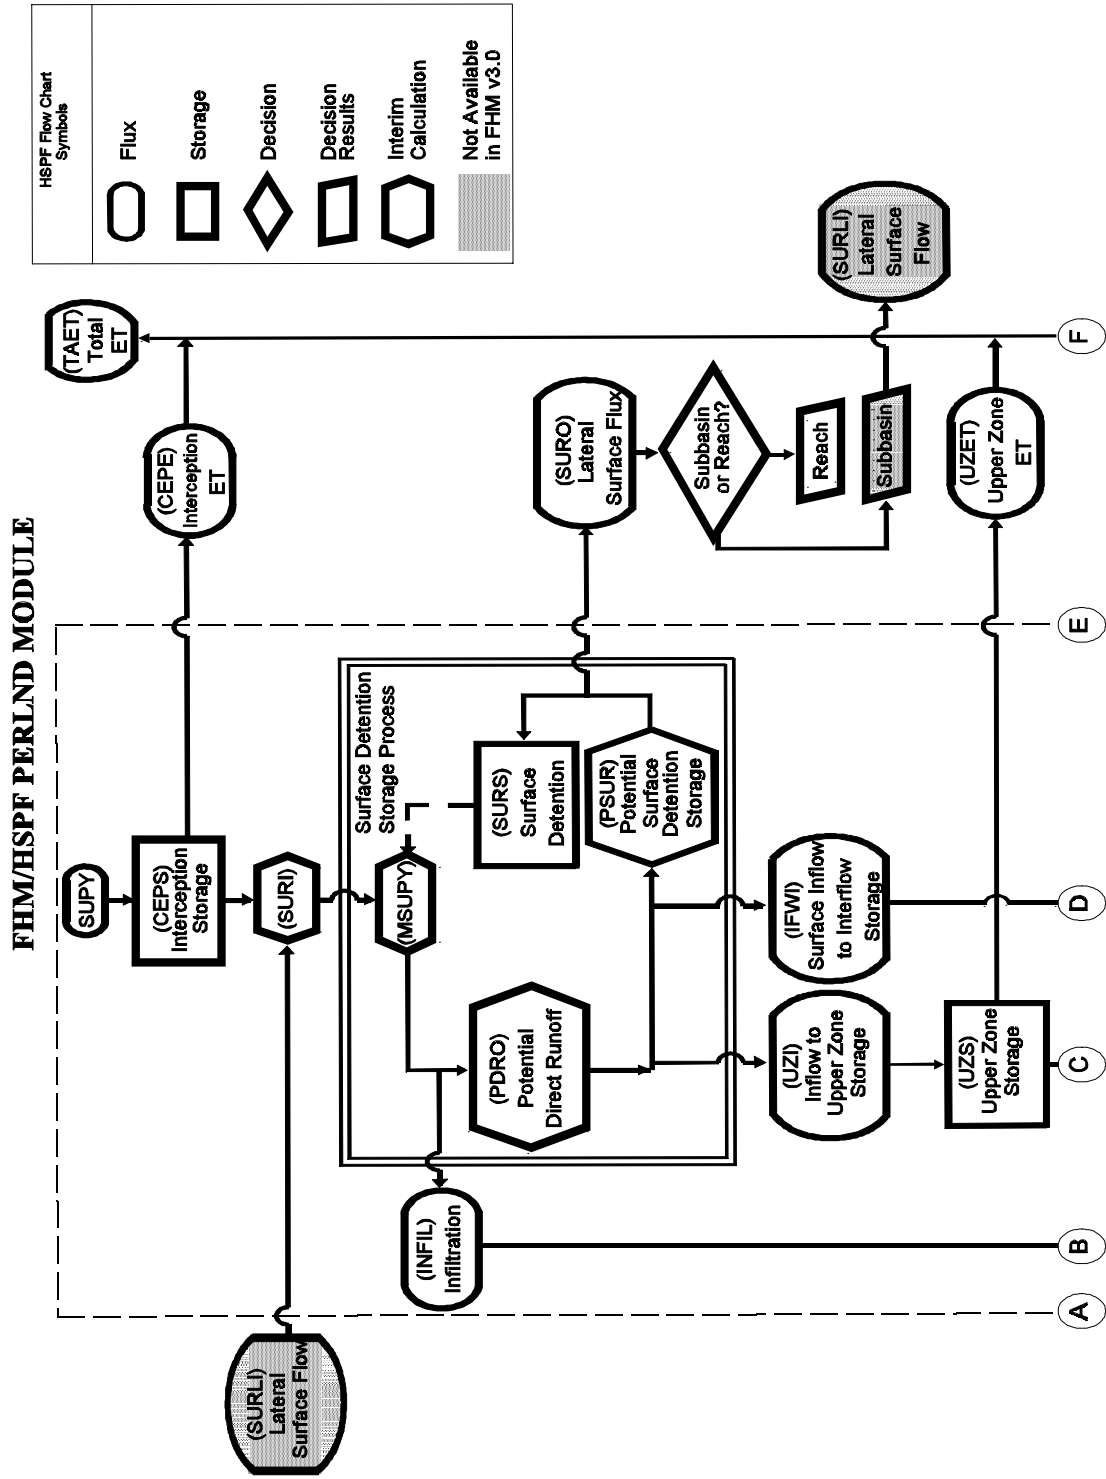 FHM/HSPF PERLND MODULE
HSPF Flow Chart
Symbols
Flux
Storage
Decision
Decision
Results
Interim
Calculation
Not Available
in FHM v3.0
SUPY
(CEPS)
Interception
Storage
(CEPE)
Interception
ET
(TAET)
Total
ET
(SURLI)
Lateral
Surface Flow
(SURI)
Surface Detention
Storage Process
(MSUPY)
(INFIL)
Infiltration
(PDRO)
Potential
Direct Runoff
(SURS)
Surface
Detention
(PSUR)
Potential
Surface
Detention
Storage
(SURO)
Lateral
Surface Flux
Subbasin
or Reach?
Reach
Subbasin
(SURLI)
Lateral
Surface
Flow
(UZI)
Inflow to
Upper Zone
Storage
(IFWI)
Surface Inflow
to Interflow
Storage
(UZS)
Upper Zone
Storage
(UZET)
Upper Zone
ET
A
B
C
D
E
F